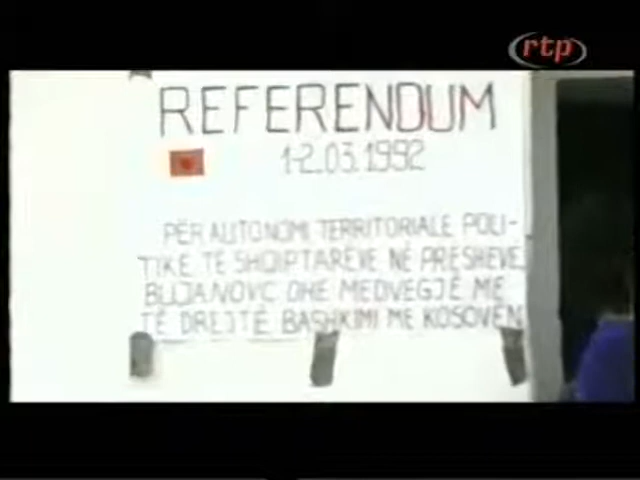 rtp
REFERENDUM
1-2.03.1992
PËR AUTONOMI TERRITORIALE POLI-
TIKE TË SHQIPTARËVE NË PRESHEVË
BUJANOVC DHE MEDVEGJË ME
TË DREJTË BASHKIMI ME KOSOVËN